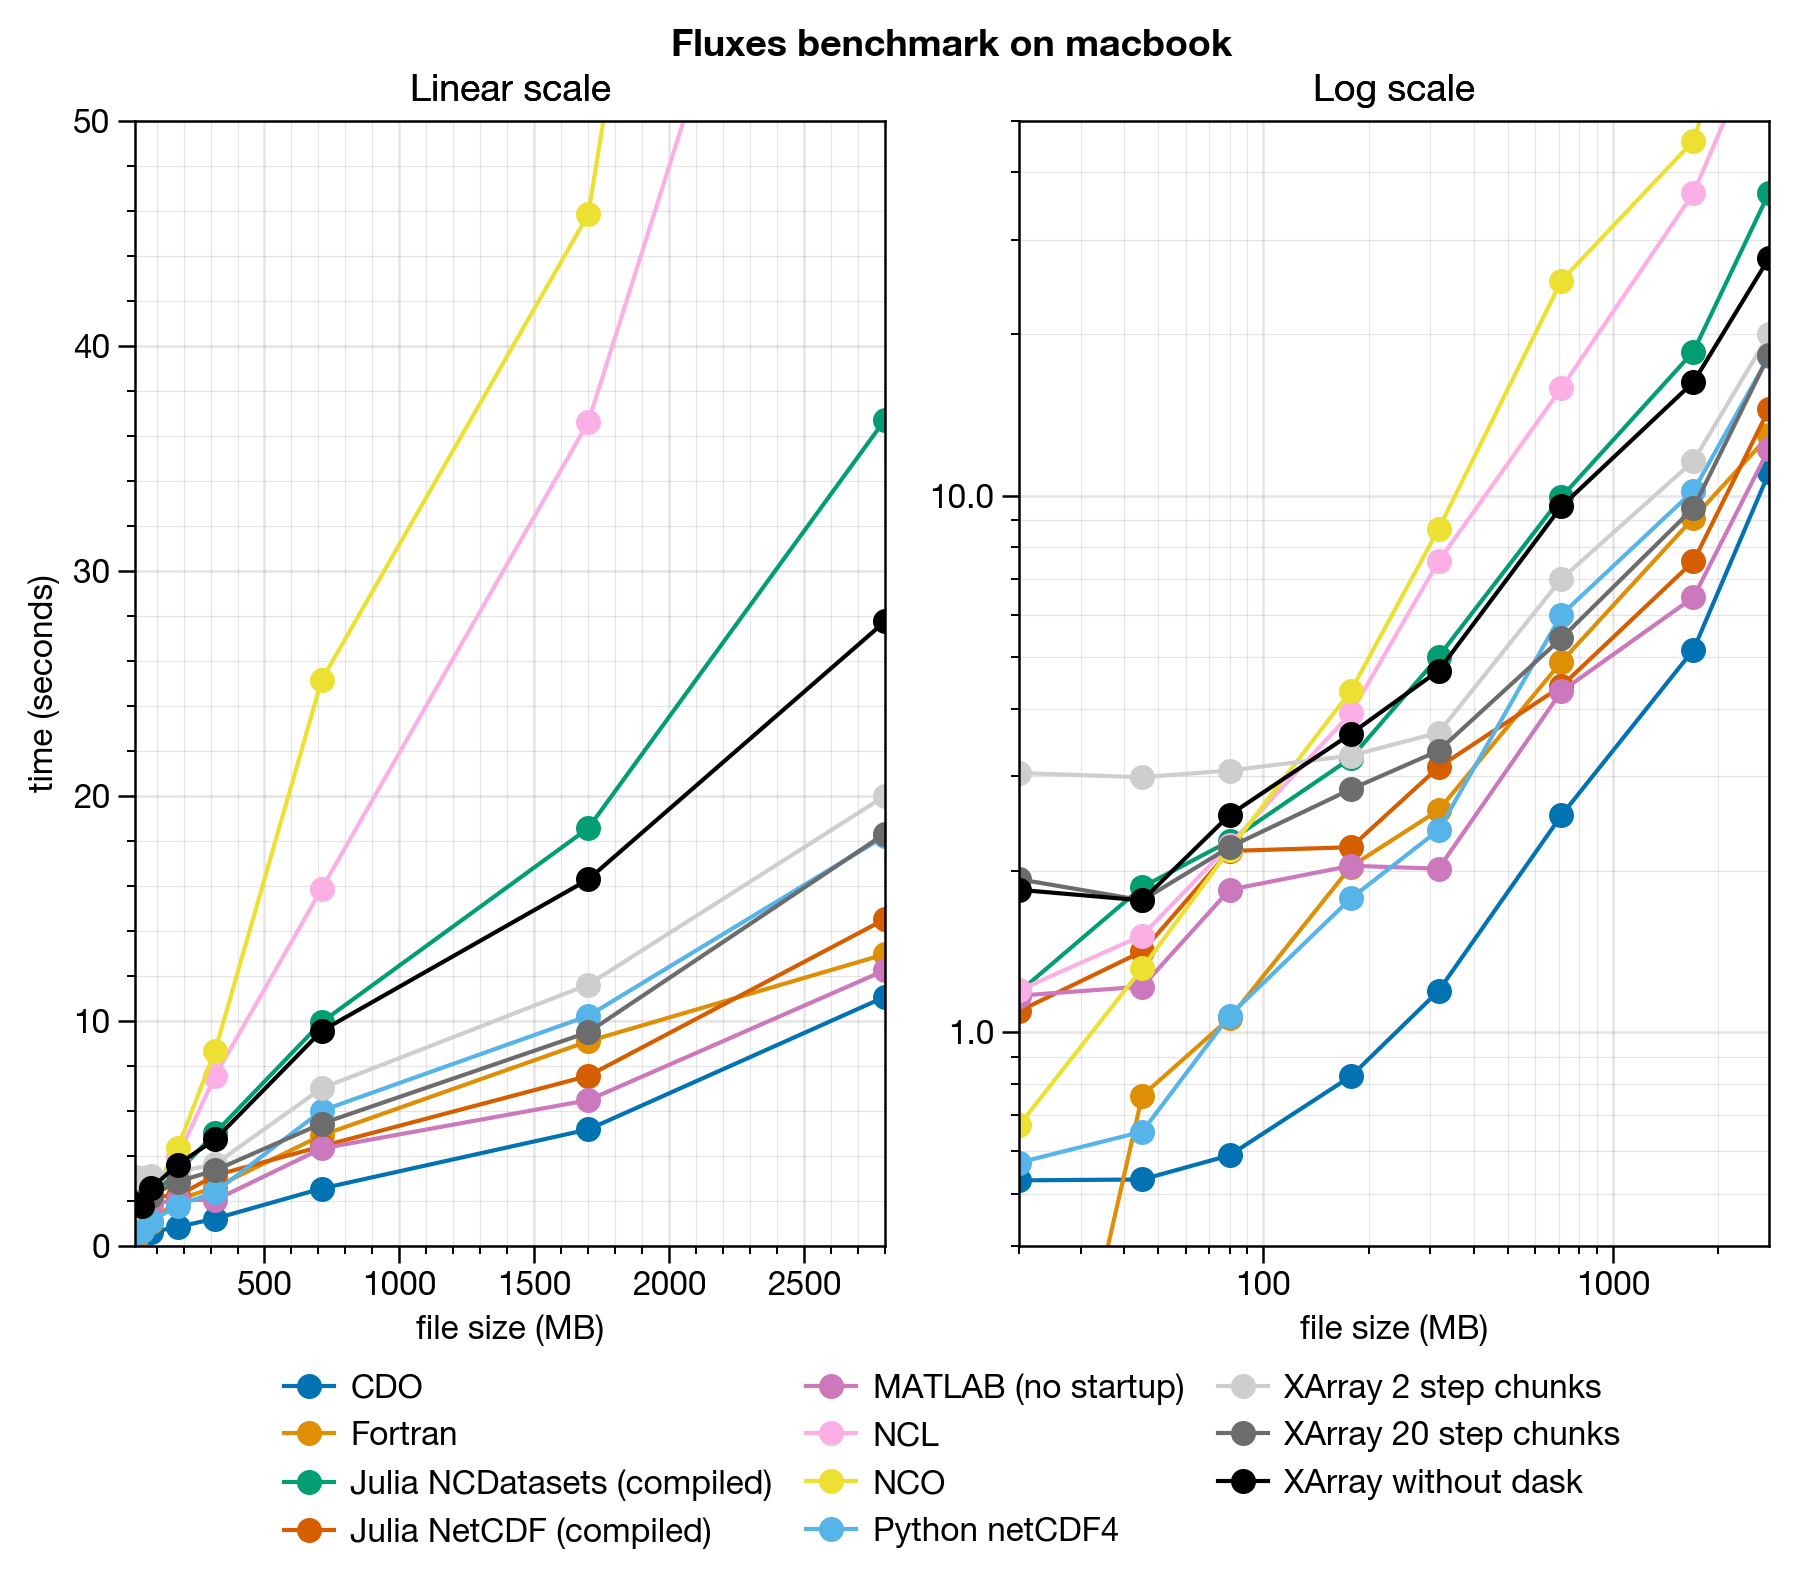 Fluxes benchmark on macbook
Linear scale
Log scale
50
40
30
20
10
0
time (seconds)
500 1000 1500 2000 2500
file size (MB)
10.0
1.0
100 1000
file size (MB)
CDO
Fortran
Julia NCDatasets (compiled)
Julia NetCDF (compiled)
MATLAB (no startup)
NCL
NCO
Python netCDF4
XArray 2 step chunks
XArray 20 step chunks
XArray without dask